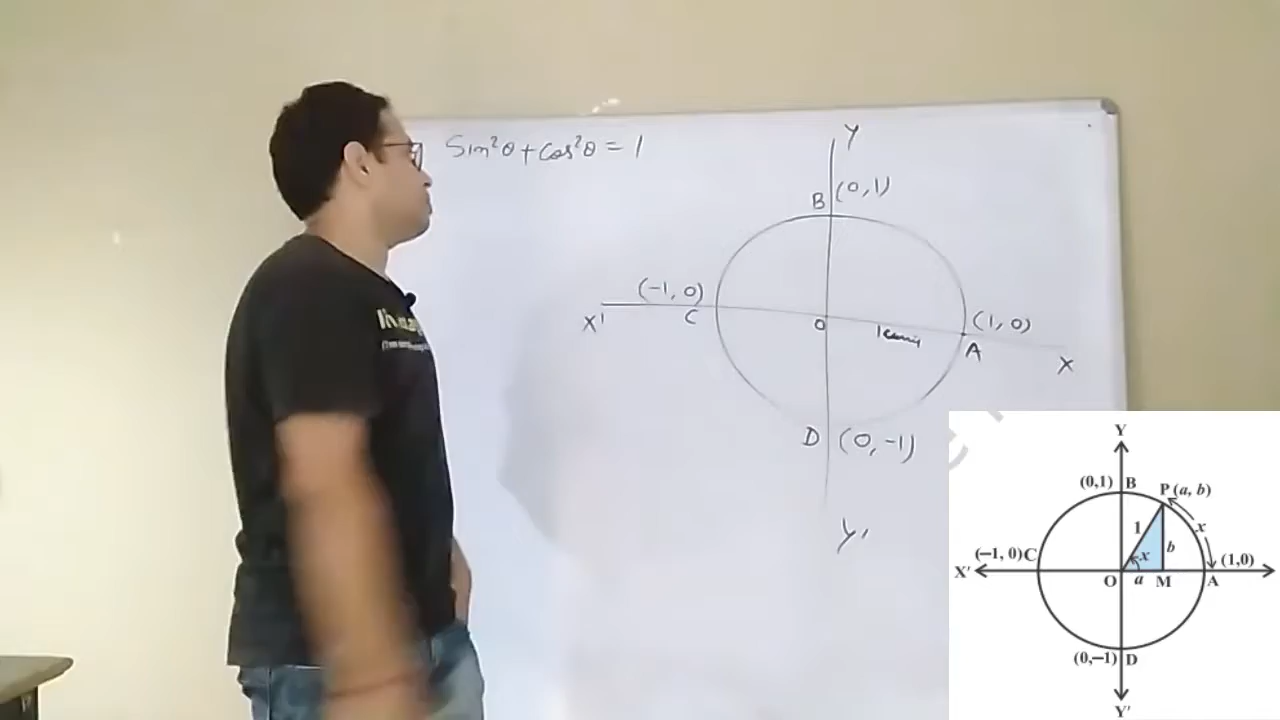 Sin²θ + cos²θ = 1
Y
B (0, 1)
(-1, 0)
X' C O 1 (1, 0)
A
X
D (0, -1)
Y'
Y
(0,1) B P (a, b)
1 x
(–1, 0) C x b (1,0)
X' O a M A
(0,–1) D
Y'